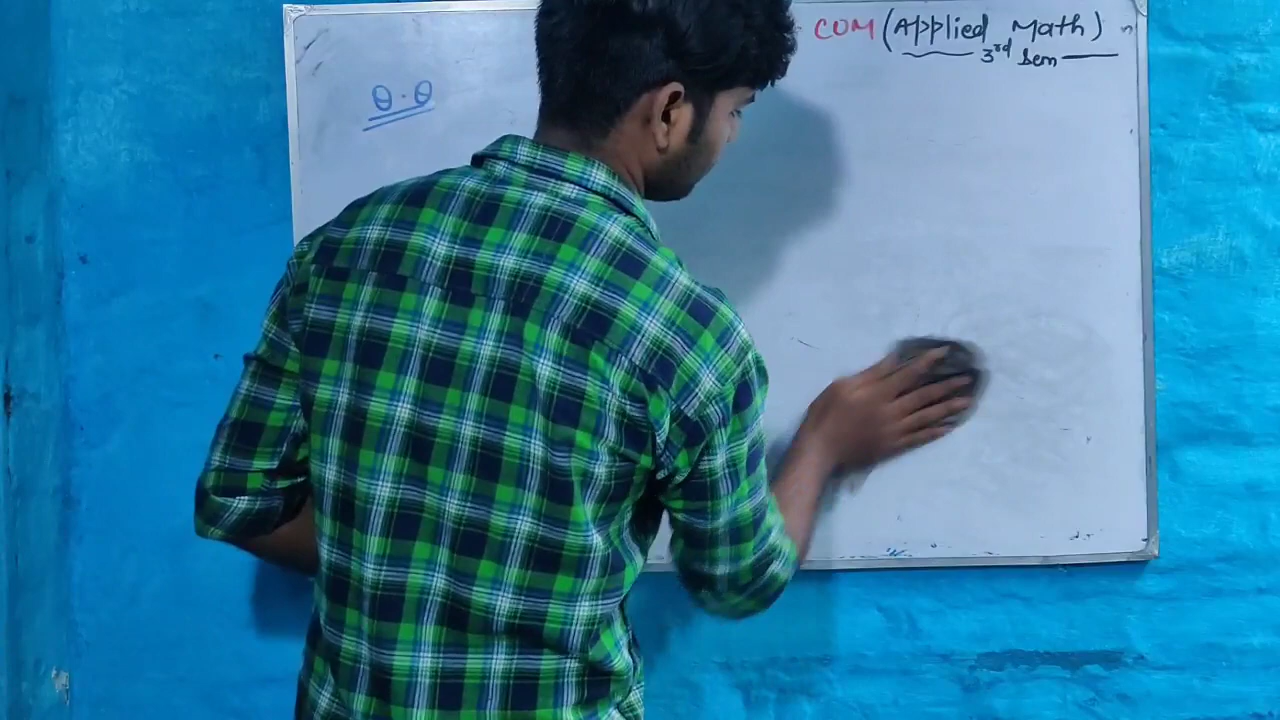 COM (Applied Math)
3rd Sem
θ.θ